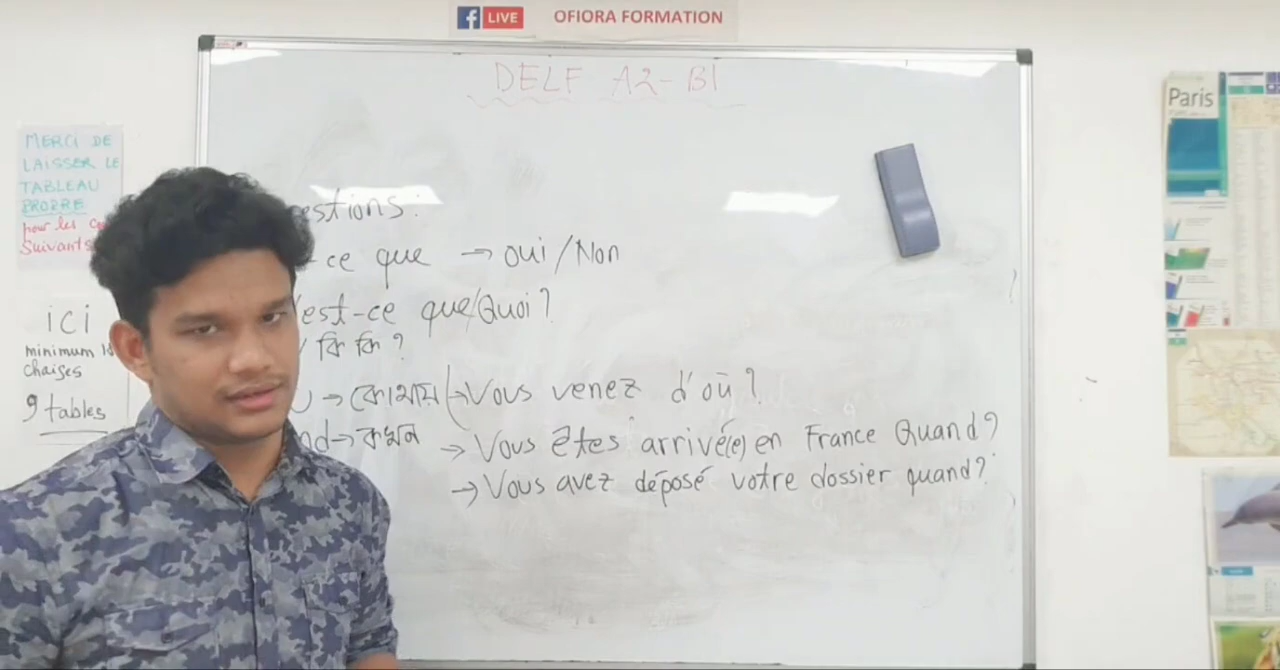 LIVE OFIORA FORMATION
DELF A2-B1
MERCI DE
LAISSER LE
TABLEAU
PROPRE
pour les
Suivants
ici
minimum
chaises
9 tables
estions:
-ce que → oui/Non
est-ce que/Quoi?
কি কি ?
→ কোথায় → Vous venez d'où?
nd → কখন → Vous êtes arrivé(e) en France Quand?
→ Vous avez déposé votre dossier quand?
Paris